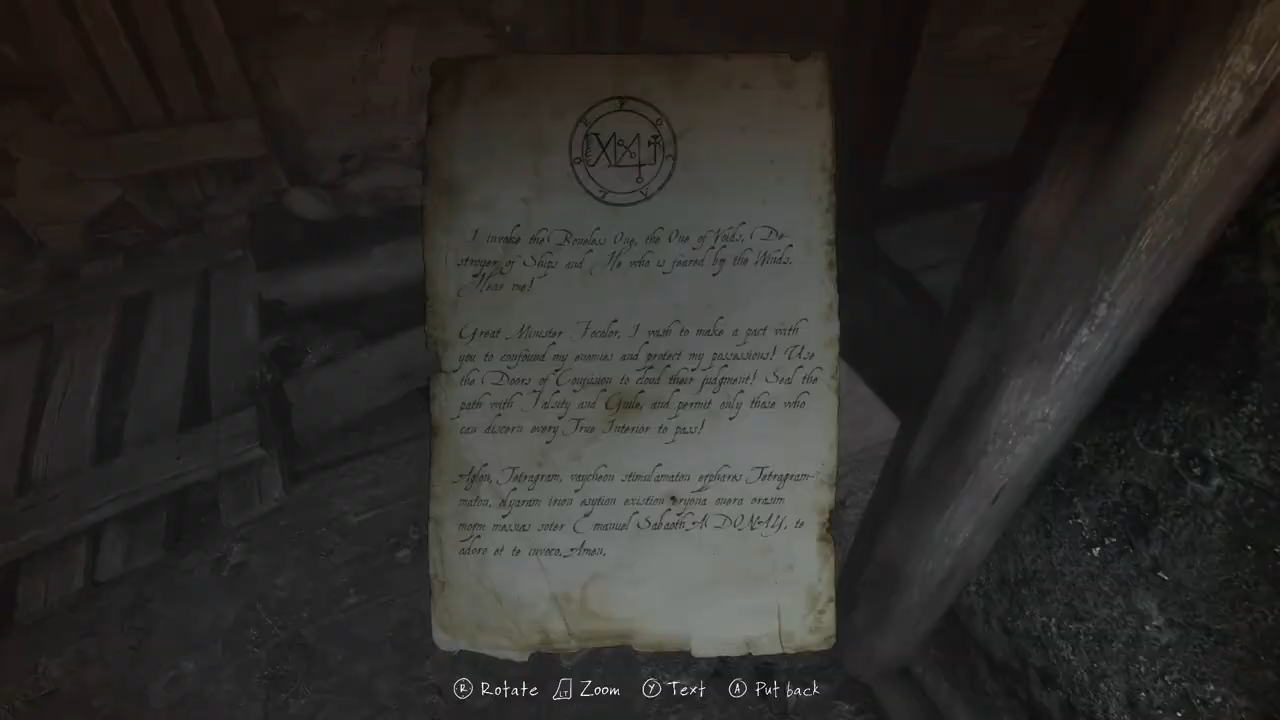 I invoke the Boneless One, the One of Voids, De-
stroyer of Ships and He who is feared by the Winds.
Hear me!
Great Minister Focalor, I wish to make a pact with
you to confound my enemies and protect my possessions! Use
the Doors of Confusion to cloud their judgment! Seal the
path with Falsity and Guile, and permit only those who
can discern every True Interior to pass!
Aglon, Tetragram, vaycheon stimulamaton erphares Tetragram-
maton, olyaram irion esytion existion eryona onera orasim
mozm messias soter Emanuel Sabaoth ADONAY, te
adoro et te invoco. Amen.
R Rotate LT Zoom Y Text A Put back